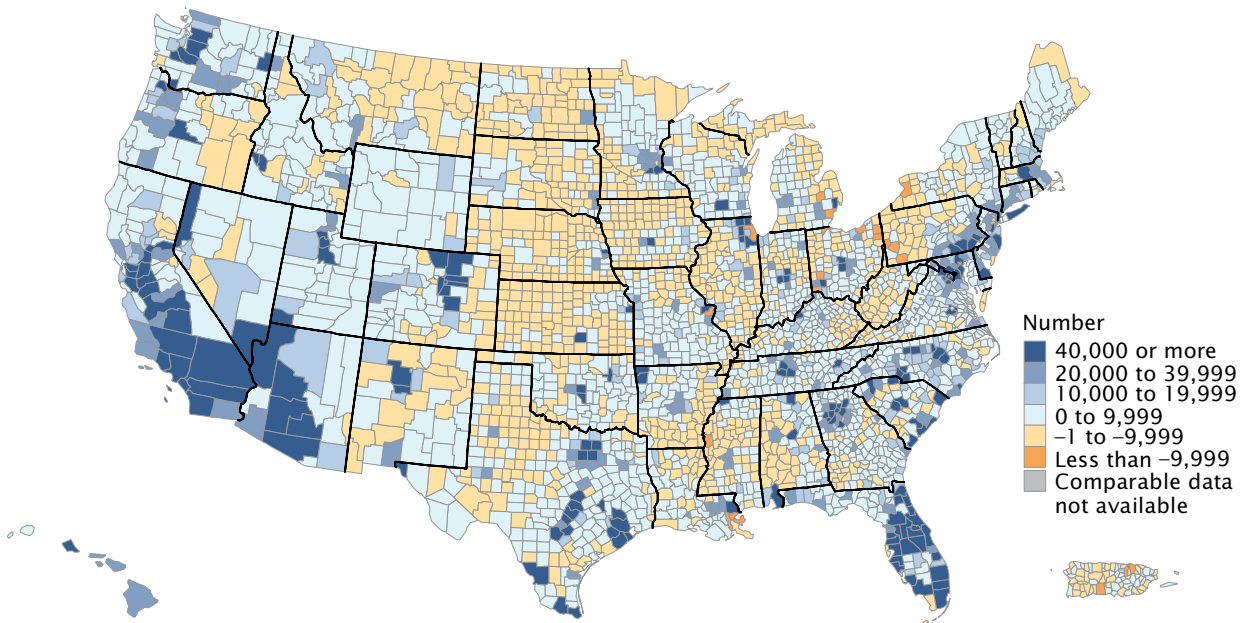 Number
40,000 or more
20,000 to 39,999
10,000 to 19,999
0 to 9,999
–1 to –9,999
Less than –9,999
Comparable data
not available